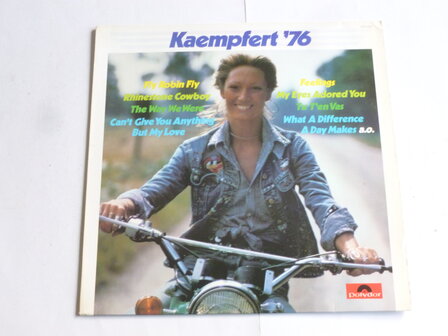 Kaempfert '76
Fly Robin Fly
Rhinestone Cowboy
The Way We Were
Can't Give You Anything
But My Love
Feelings
My Eyes Adored You
Tu T'en Vas
What A Difference
A Day Makes a.o.
Polydor